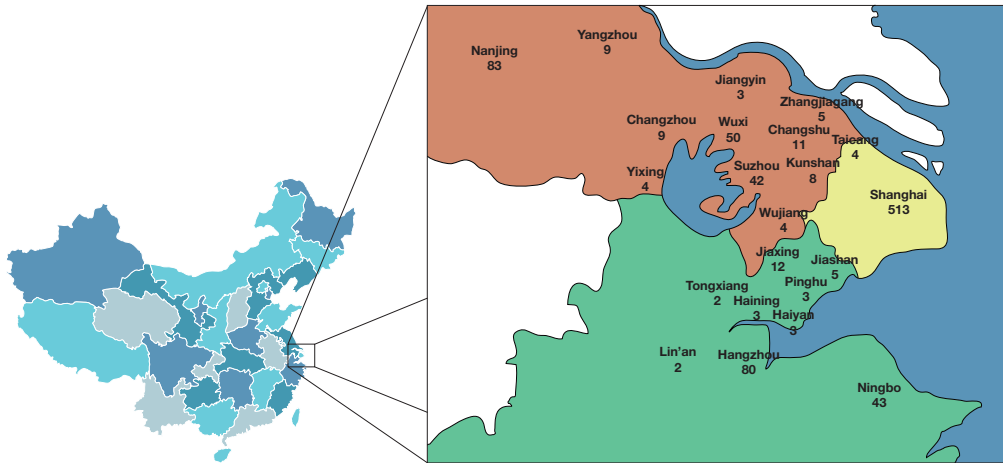 Yangzhou
9
Nanjing
83
Jiangyin
3
Zhangjiagang
5
Changzhou
9
Wuxi
50
Changshu
11
Taicang
4
Suzhou
42
Kunshan
8
Yixing
4
Shanghai
513
Wujiang
4
Jiaxing
12
Jiashan
5
Pinghu
3
Tongxiang
2
Haining
3
Haiyan
3
Lin'an
2
Hangzhou
80
Ningbo
43